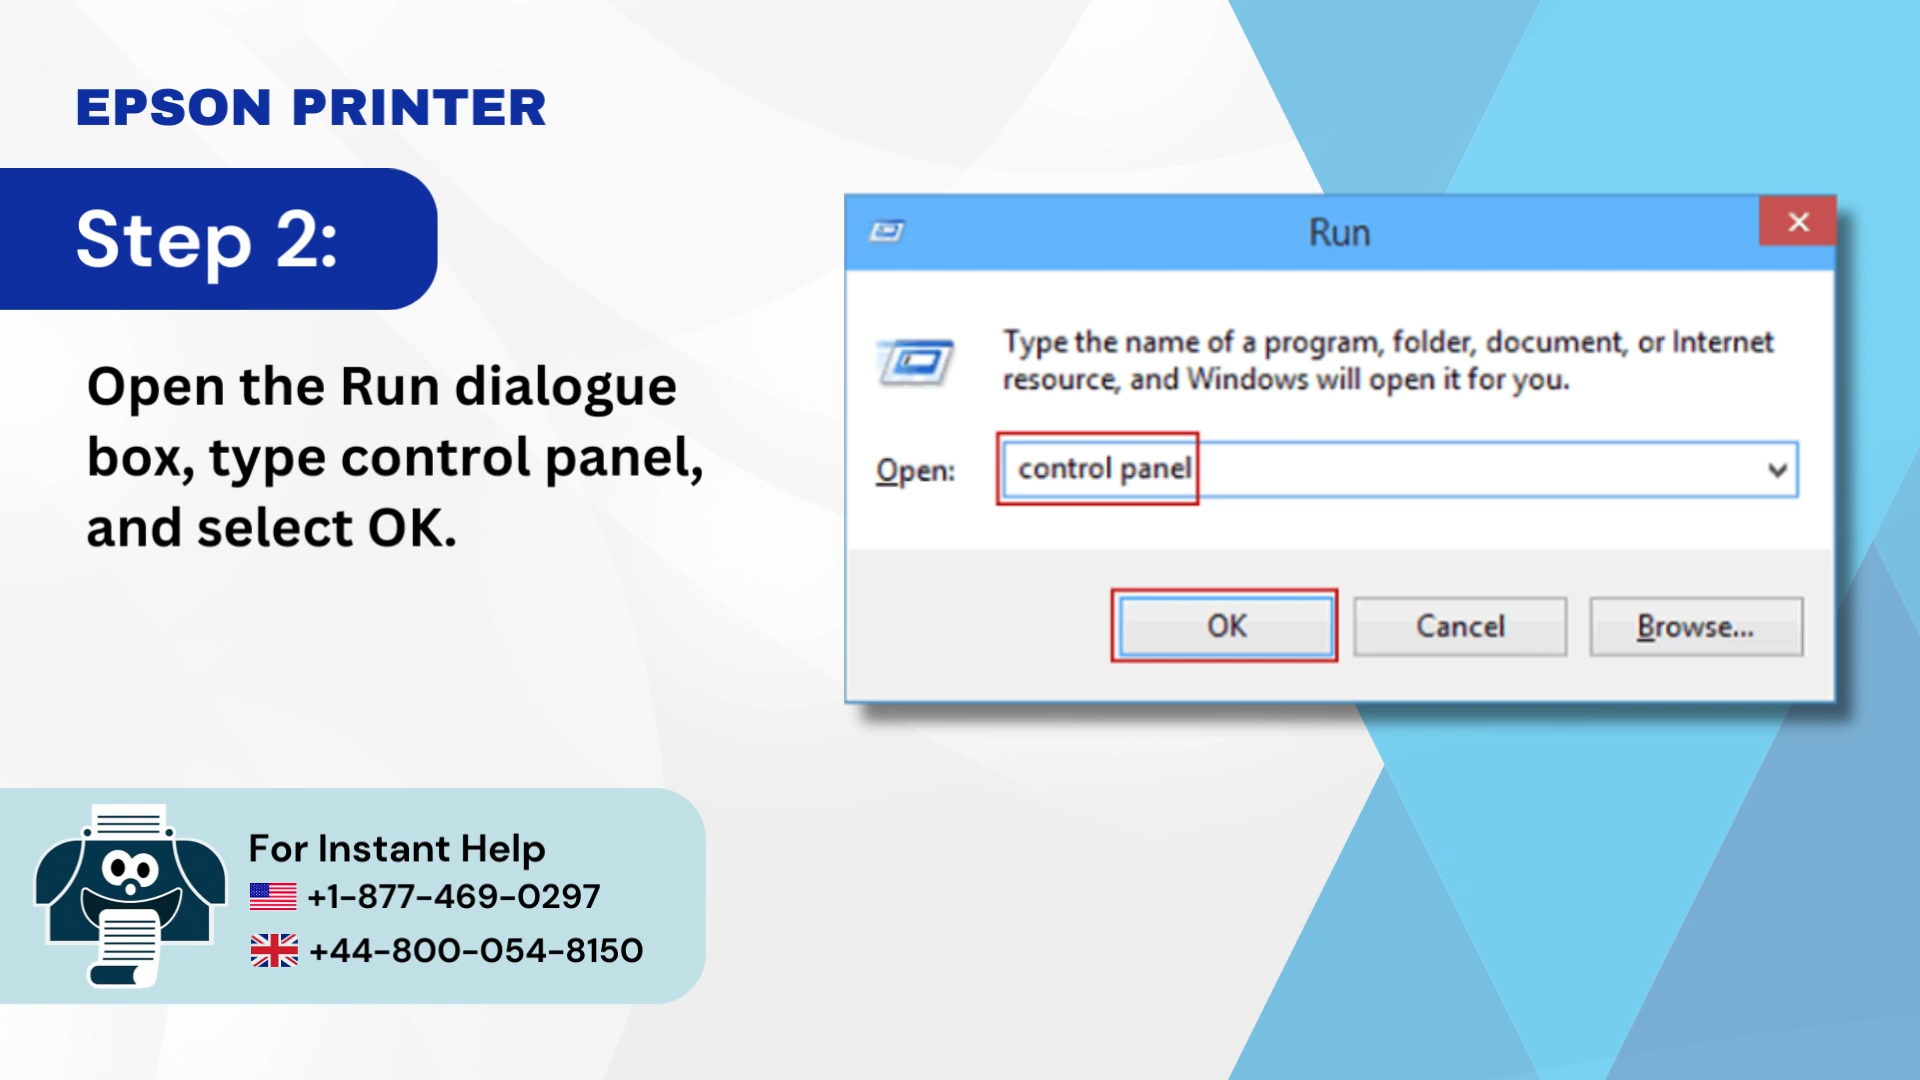 EPSON PRINTER
Step 2:
Open the Run dialogue
box, type control panel,
and select OK.
Run
Type the name of a program, folder, document, or Internet
resource, and Windows will open it for you.
Open: control panel
OK Cancel Browse...
For Instant Help
+1-877-469-0297
+44-800-054-8150